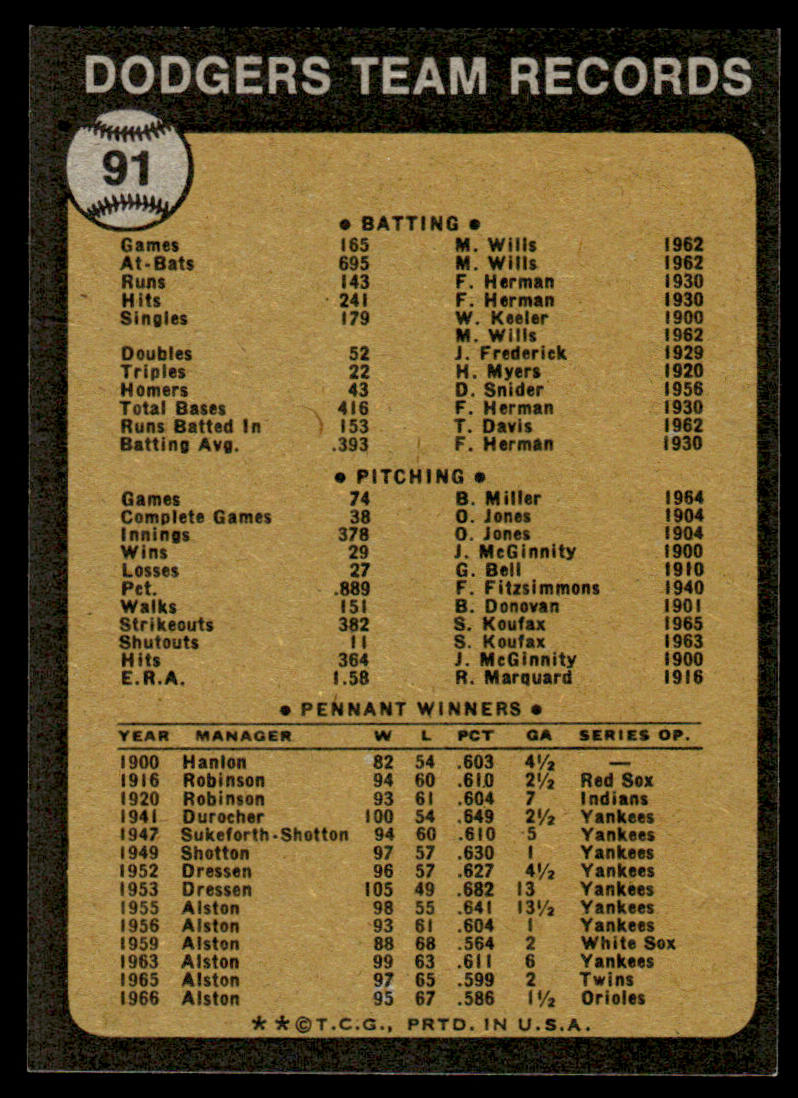 DODGERS TEAM RECORDS
91
• BATTING •
Games 165 M. Wills 1962
At-Bats 695 M. Wills 1962
Runs 143 F. Herman 1930
Hits 241 F. Herman 1930
Singles 179 W. Keeler 1900
M. Wills 1962
Doubles 52 J. Frederick 1929
Triples 22 H. Myers 1920
Homers 43 D. Snider 1956
Total Bases 416 F. Herman 1930
Runs Batted In 153 T. Davis 1962
Batting Avg. .393 F. Herman 1930
• PITCHING •
Games 74 B. Miller 1964
Complete Games 38 O. Jones 1904
Innings 378 O. Jones 1904
Wins 29 J. McGinnity 1900
Losses 27 G. Bell 1910
Pct. .889 F. Fitzsimmons 1940
Walks 151 B. Donovan 1901
Strikeouts 382 S. Koufax 1965
Shutouts 11 S. Koufax 1963
Hits 364 J. McGinnity 1900
E.R.A. 1.58 R. Marquard 1916
• PENNANT WINNERS •
YEAR MANAGER W L PCT GA SERIES OP.
1900 Hanlon 82 54 .603 4½ —
1916 Robinson 94 60 .610 2½ Red Sox
1920 Robinson 93 61 .604 7 Indians
1941 Durocher 100 54 .649 2½ Yankees
1947 Sukeforth-Shotton 94 60 .610 5 Yankees
1949 Shotton 97 57 .630 1 Yankees
1952 Dressen 96 57 .627 4½ Yankees
1953 Dressen 105 49 .682 13 Yankees
1955 Alston 98 55 .641 13½ Yankees
1956 Alston 93 61 .604 1 Yankees
1959 Alston 88 68 .564 2 White Sox
1963 Alston 99 63 .611 6 Yankees
1965 Alston 97 65 .599 2 Twins
1966 Alston 95 67 .586 1½ Orioles
* * © T.C.G., PRTD. IN U.S.A.